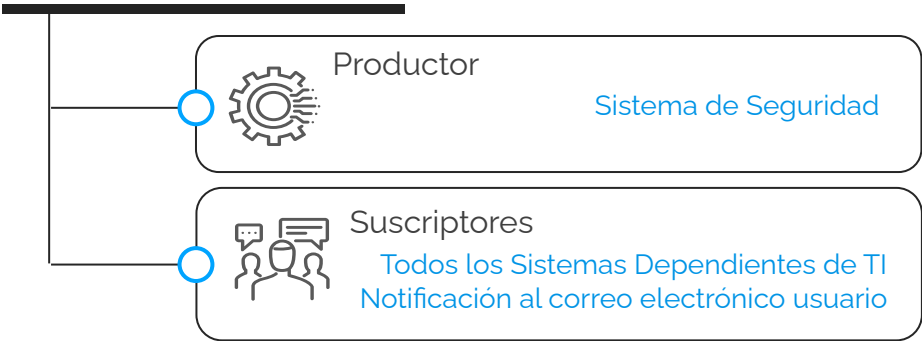 Productor
Sistema de Seguridad
Suscriptores
Todos los Sistemas Dependientes de TI
Notificación al correo electrónico usuario